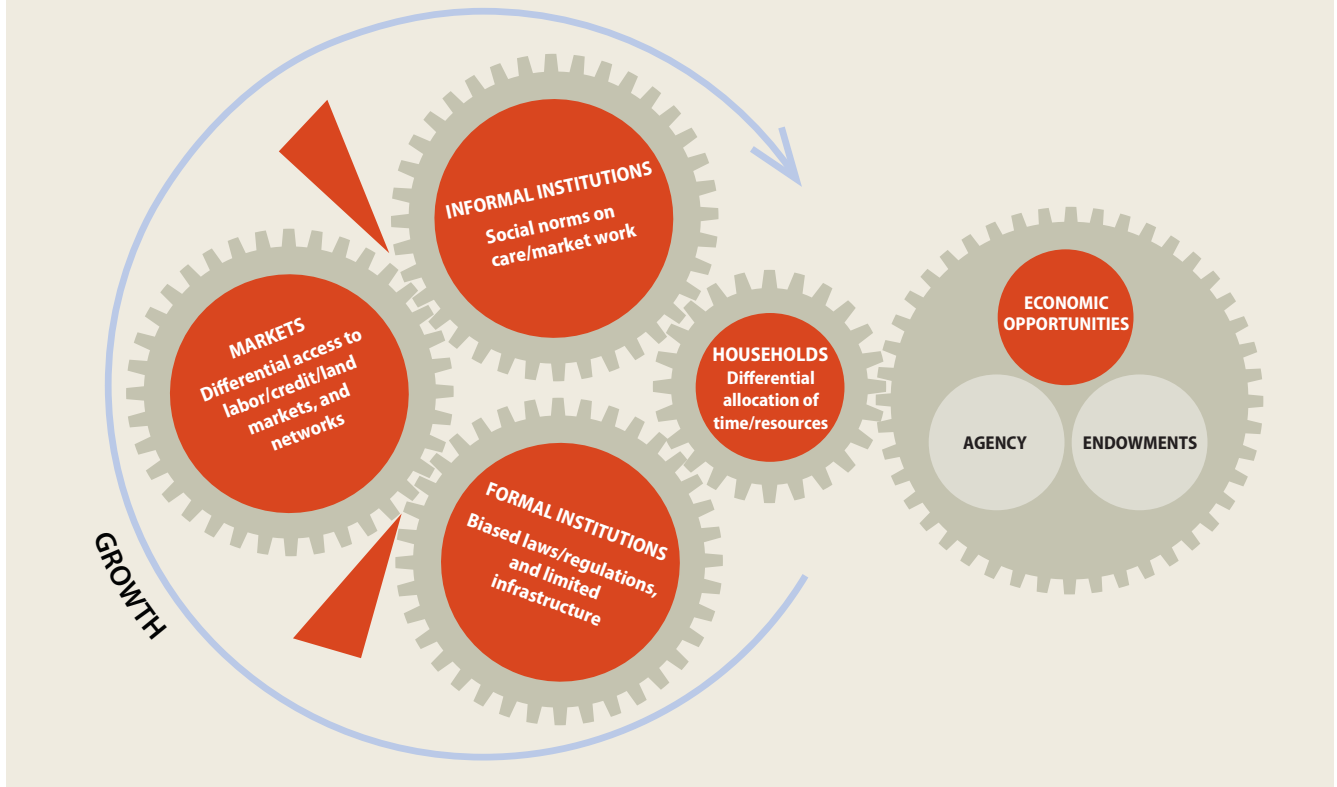 INFORMAL INSTITUTIONS
Social norms on
care/market work
MARKETS
Differential access to
labor/credit/land
markets, and
networks
HOUSEHOLDS
Differential
allocation of
time/resources
ECONOMIC
OPPORTUNITIES
AGENCY
ENDOWMENTS
FORMAL INSTITUTIONS
Biased laws/regulations,
and limited
infrastructure
GROWTH